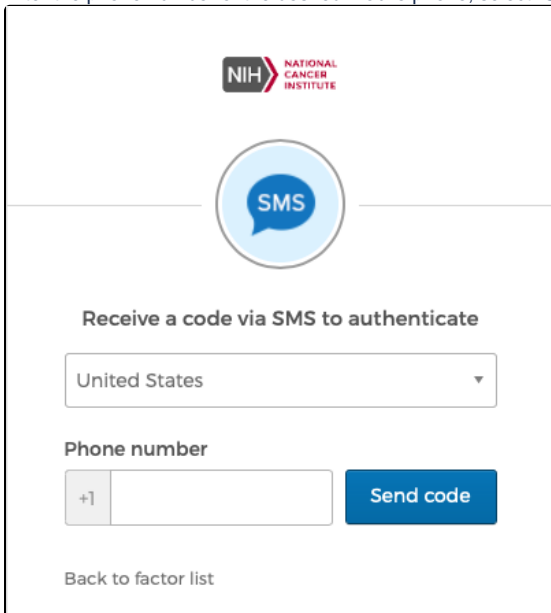 NIH NATIONAL
CANCER
INSTITUTE
SMS
Receive a code via SMS to authenticate
United States
Phone number
+1
Send code
Back to factor list